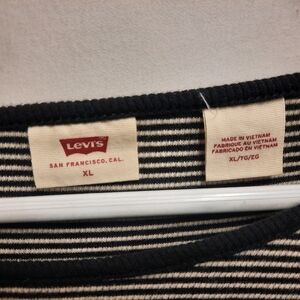 Levi's
SAN FRANCISCO, CAL.
XL
MADE IN VIETNAM
FABRIQUÉ AU VIETNAM
FABRICADO EN VIETNAM
XL/TG/EG